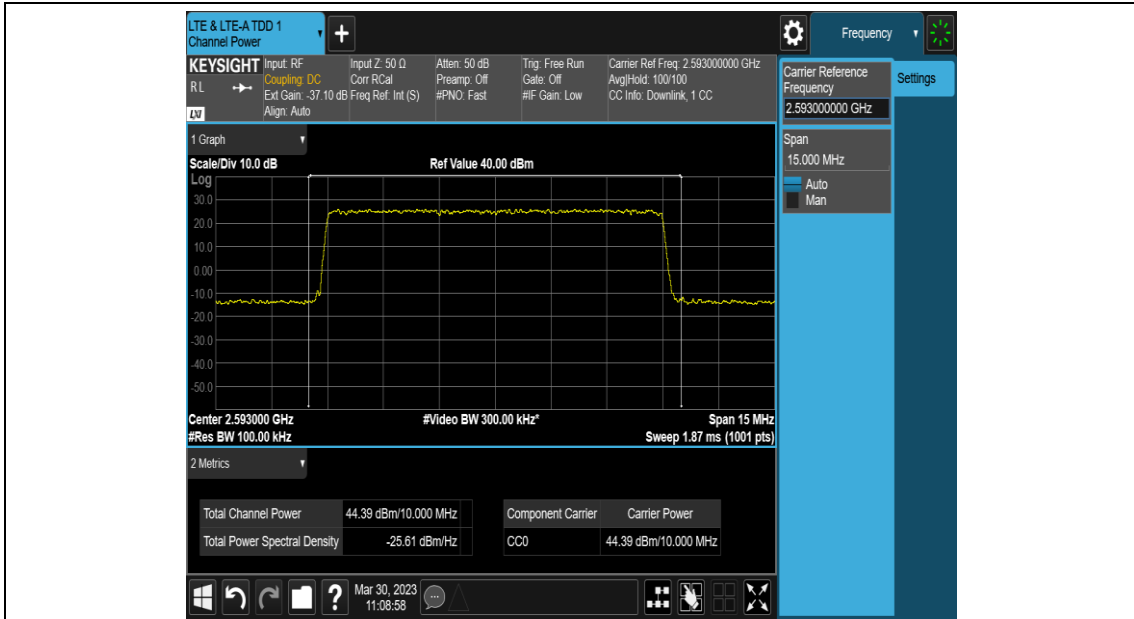 LTE & LTE-A TDD 1
Channel Power
Frequency
KEYSIGHT
RL
LXI
Input: RF
Coupling: DC
Ext Gain: -37.10 dB
Align: Auto
Input Z: 50 Ω
Corr RCal
Freq Ref: Int (S)
Atten: 50 dB
Preamp: Off
#PNO: Fast
Trig: Free Run
Gate: Off
#IF Gain: Low
Carrier Ref Freq: 2.593000000 GHz
Avg|Hold: 100/100
CC Info: Downlink, 1 CC
Carrier Reference
Frequency
2.593000000 GHz
Settings
Span
15.000 MHz
Auto
Man
1 Graph
Scale/Div 10.0 dB
Ref Value 40.00 dBm
Log
30.0
20.0
10.0
0.00
-10.0
-20.0
-30.0
-40.0
-50.0
Center 2.593000 GHz
#Video BW 300.00 kHz*
Span 15 MHz
#Res BW 100.00 kHz
Sweep 1.87 ms (1001 pts)
2 Metrics
Total Channel Power 44.39 dBm/10.000 MHz
Total Power Spectral Density -25.61 dBm/Hz
Component Carrier Carrier Power
CC0 44.39 dBm/10.000 MHz
Mar 30, 2023
11:08:58